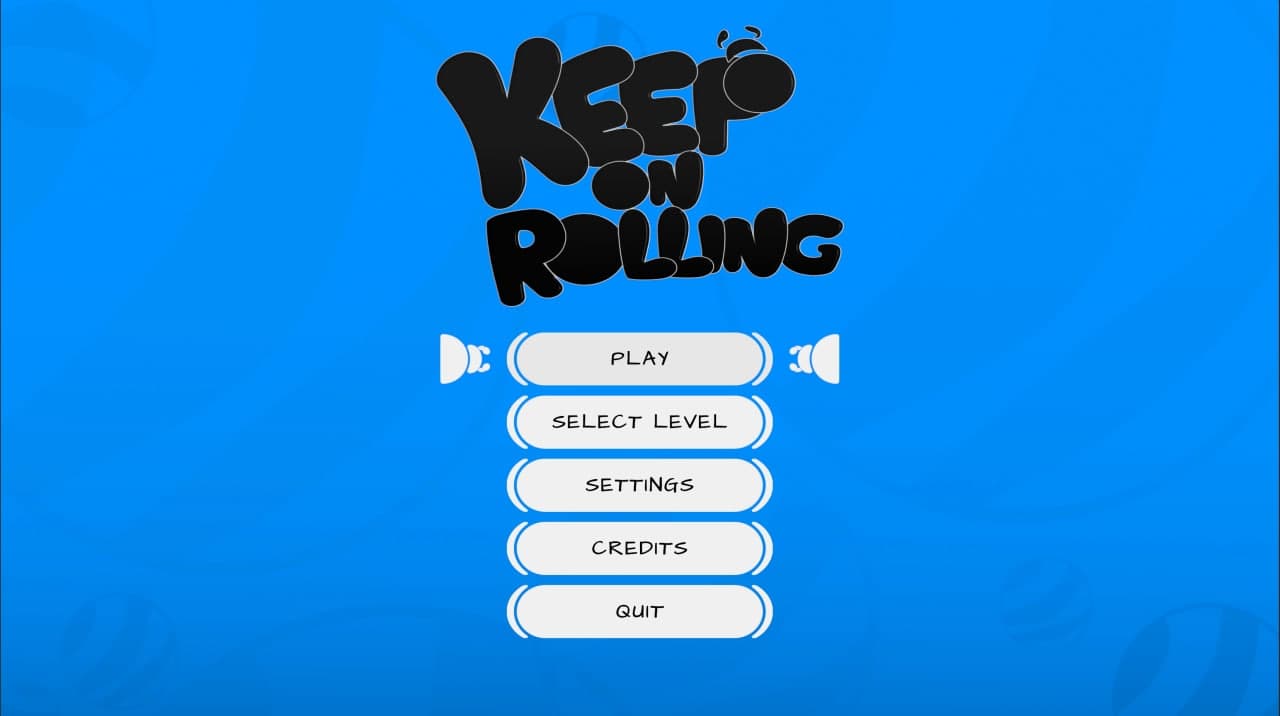 KEEP
ON
ROLLING
PLAY
SELECT LEVEL
SETTINGS
CREDITS
QUIT